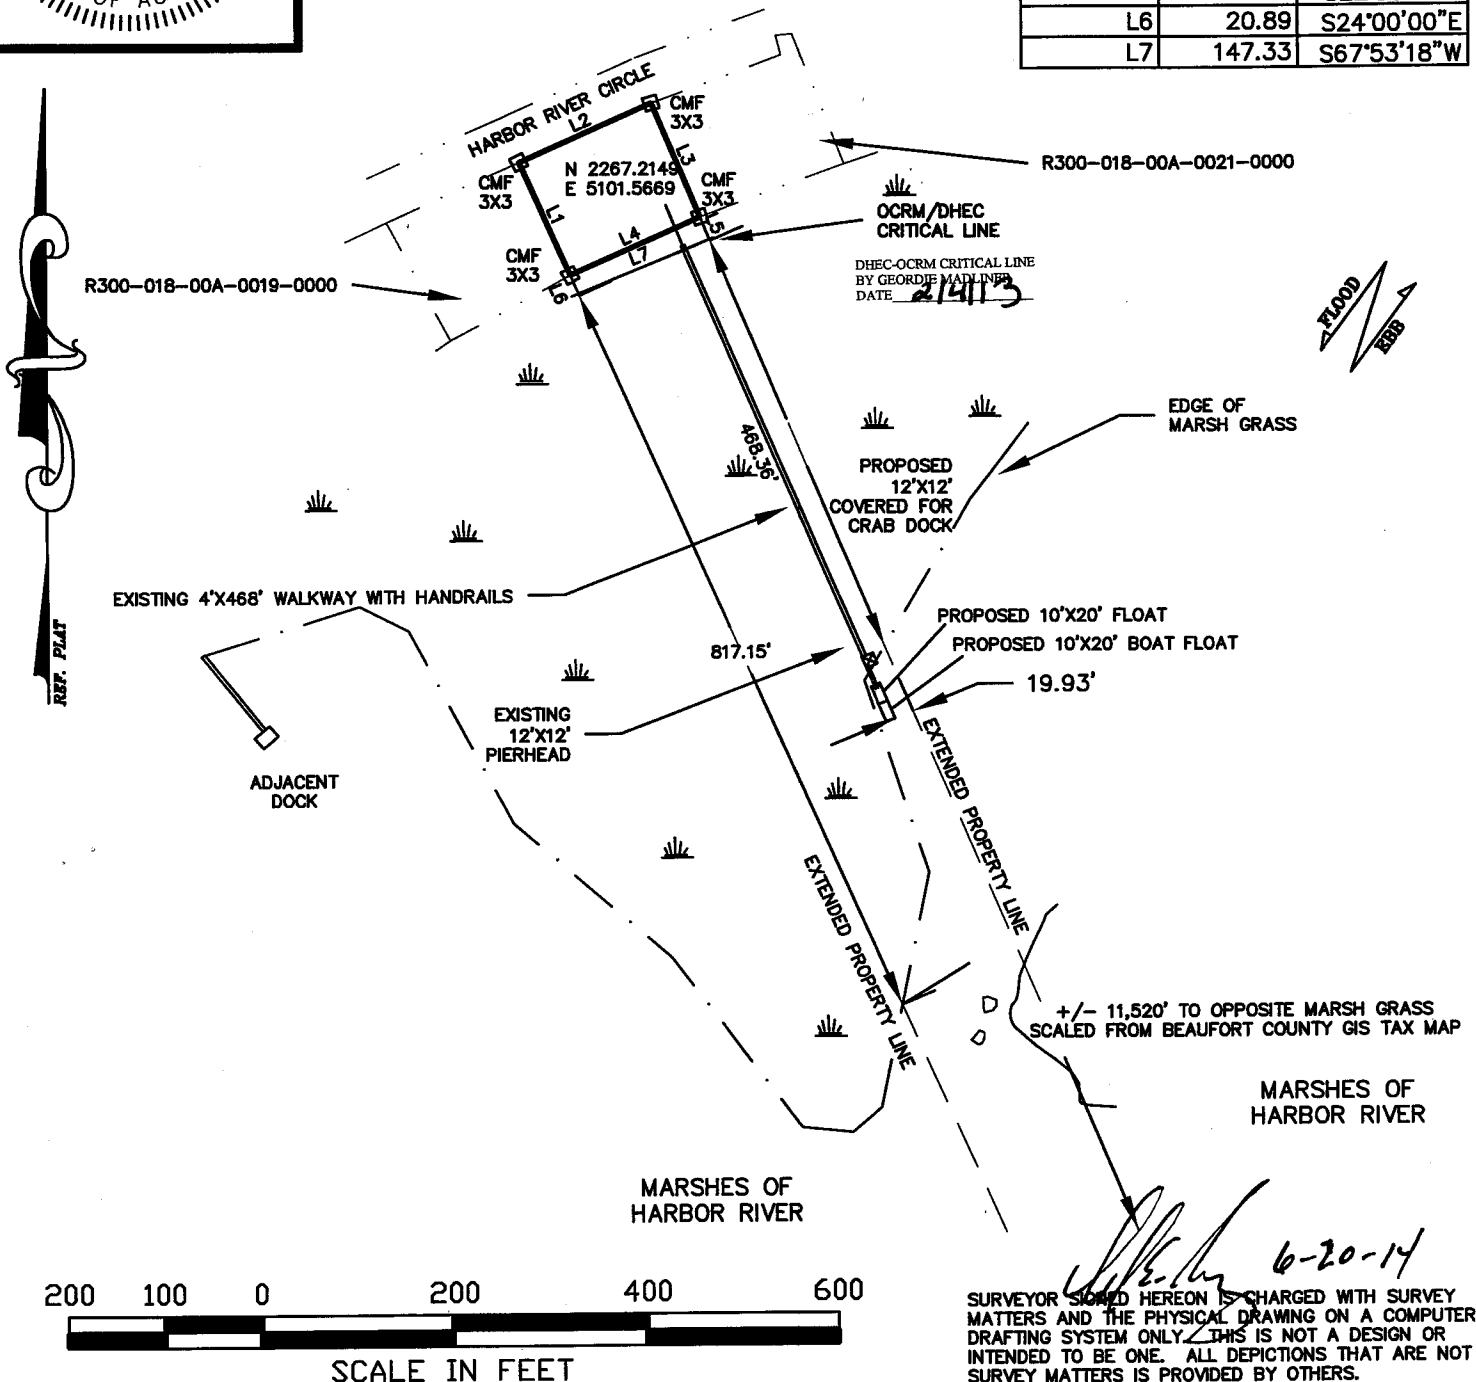 OF AU
L6 20.89 S24°00'00"E
L7 147.33 S67°53'18"W
HARBOR RIVER CIRCLE
L2
CMF
3X3
N 2267.2149
E 5101.5669
L3
CMF
3X3
CMF
3X3
L1
L4
L7
L5
CMF
3X3
L6
R300-018-00A-0021-0000
OCRM/DHEC
CRITICAL LINE
DHEC-OCRM CRITICAL LINE
BY GEORDIE MADLINER
DATE 2/4/13
R300-018-00A-0019-0000
FLOOD
EBB
EDGE OF
MARSH GRASS
468.36'
PROPOSED
12'X12'
COVERED FOR
CRAB DOCK
EXISTING 4'X468' WALKWAY WITH HANDRAILS
REF. PLAT
PROPOSED 10'X20' FLOAT
PROPOSED 10'X20' BOAT FLOAT
817.15'
19.93'
EXISTING
12'X12'
PIERHEAD
ADJACENT
DOCK
EXTENDED PROPERTY LINE
EXTENDED PROPERTY LINE
+/- 11,520' TO OPPOSITE MARSH GRASS
SCALED FROM BEAUFORT COUNTY GIS TAX MAP
MARSHES OF
HARBOR RIVER
MARSHES OF
HARBOR RIVER
6-20-14
200 100 0 200 400 600
SCALE IN FEET
SURVEYOR SIGNED HEREON IS CHARGED WITH SURVEY
MATTERS AND THE PHYSICAL DRAWING ON A COMPUTER
DRAFTING SYSTEM ONLY. THIS IS NOT A DESIGN OR
INTENDED TO BE ONE. ALL DEPICTIONS THAT ARE NOT
SURVEY MATTERS IS PROVIDED BY OTHERS.